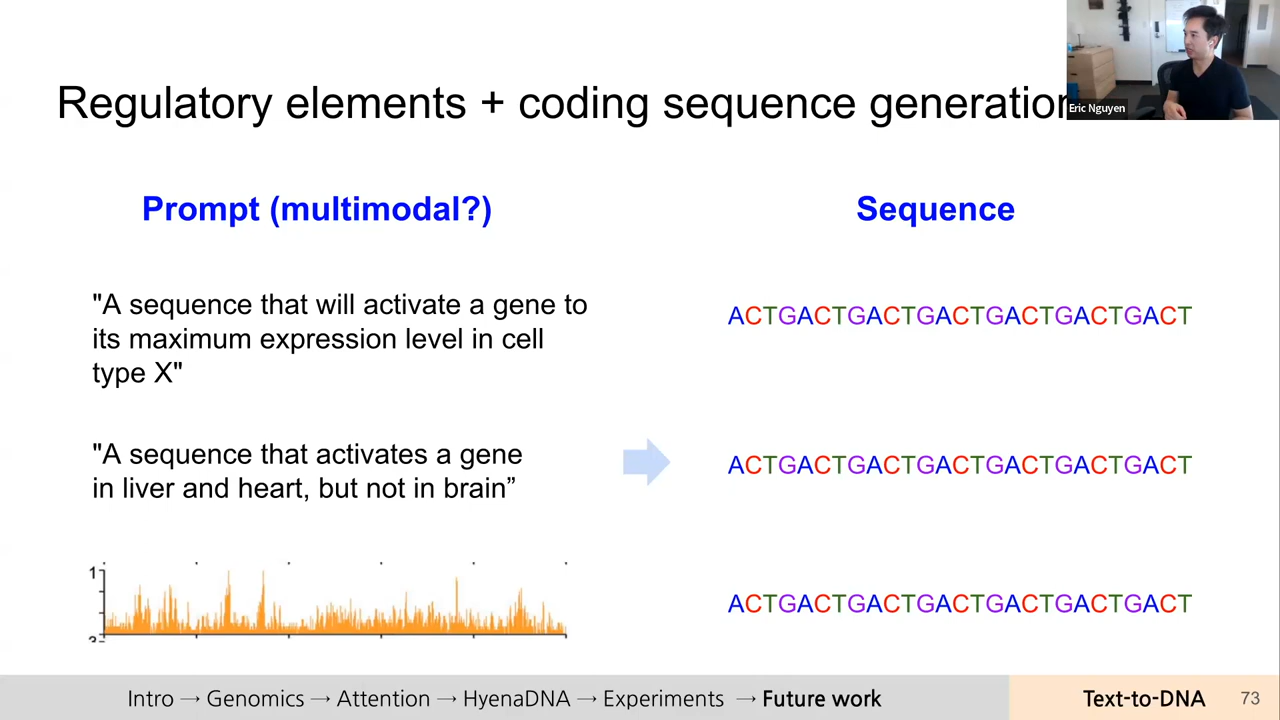 Regulatory elements + coding sequence generation
Eric Nguyen
Prompt (multimodal?)
Sequence
"A sequence that will activate a gene to
its maximum expression level in cell
type X"
ACTGACTGACTGACTGACTGACTGACT
"A sequence that activates a gene
in liver and heart, but not in brain”
ACTGACTGACTGACTGACTGACTGACT
1
ACTGACTGACTGACTGACTGACTGACT
Intro → Genomics → Attention → HyenaDNA → Experiments → Future work
Text-to-DNA
73